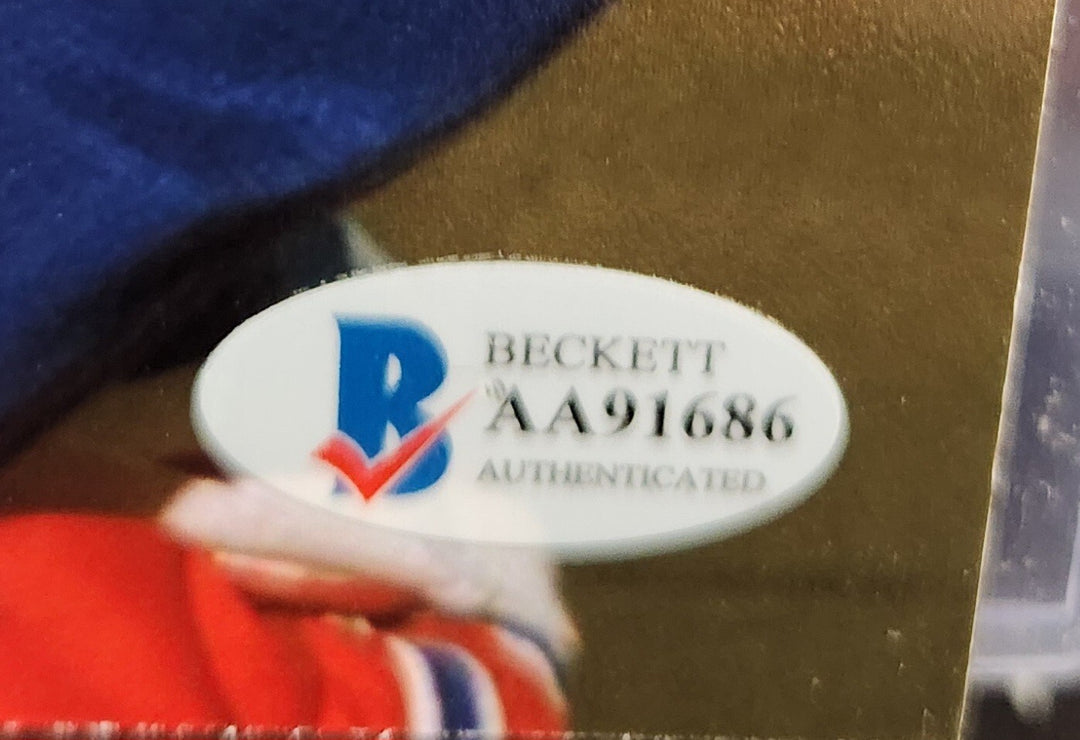 B
BECKETT
AA91686
AUTHENTICATED